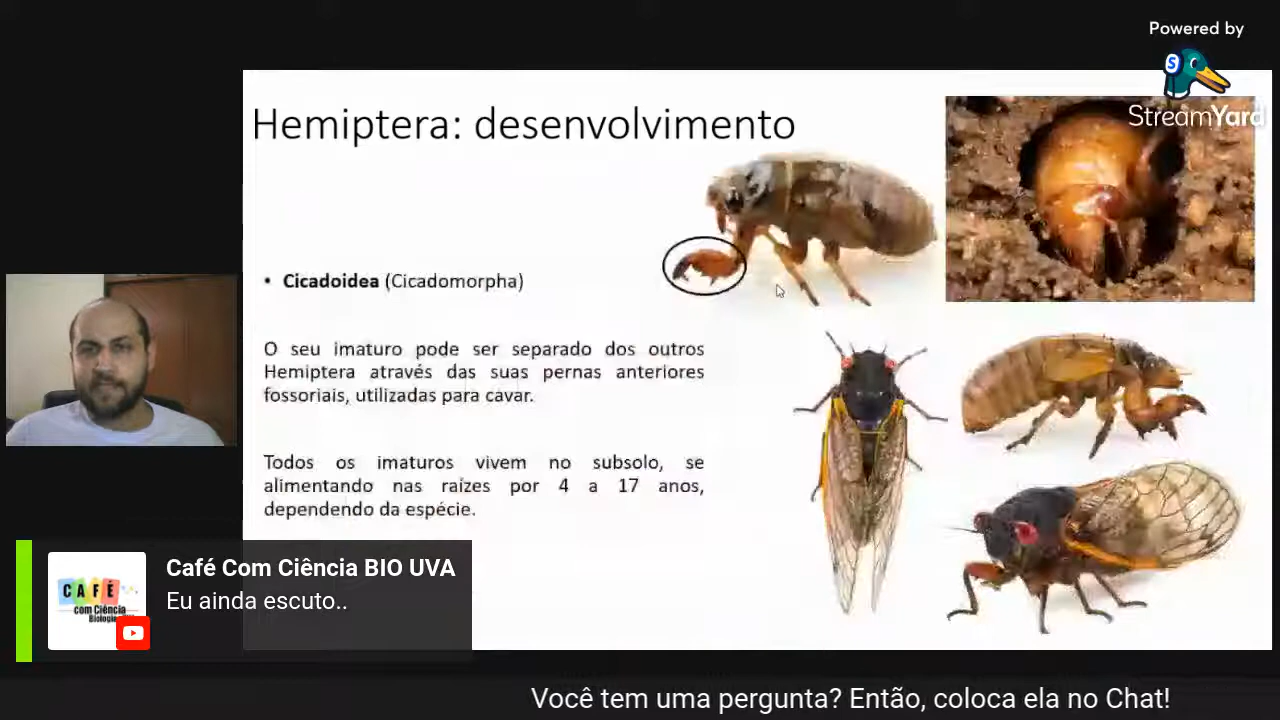 Powered by
StreamYard
Hemiptera: desenvolvimento
• Cicadoidea (Cicadomorpha)
O seu imaturo pode ser separado dos outros
Hemiptera através das suas pernas anteriores
fossoriais, utilizadas para cavar.
Todos os imaturos vivem no subsolo, se
alimentando nas raízes por 4 a 17 anos,
dependendo da espécie.
CAFÉ
com Ciência
Biologia
Café Com Ciência BIO UVA
Eu ainda escuto..
Você tem uma pergunta? Então, coloca ela no Chat!